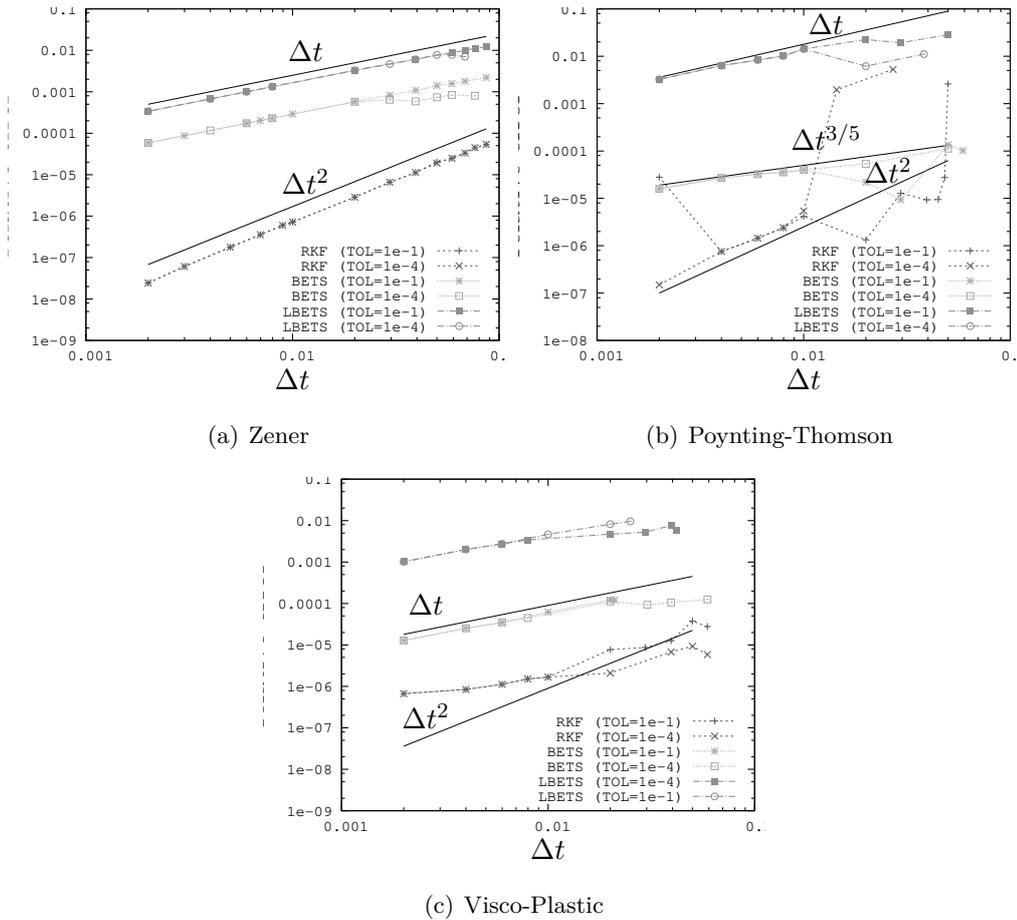 0.1
0.01
0.001
0.0001
1e-05
1e-06
1e-07
1e-08
1e-09
0.001
0.01
0.
Δt
Δt
Δt²
RKF (TOL=1e-1)
RKF (TOL=1e-4)
BETS (TOL=1e-1)
BETS (TOL=1e-4)
LBETS (TOL=1e-1)
LBETS (TOL=1e-4)
(a) Zener
0.1
0.01
0.001
0.0001
1e-05
1e-06
1e-07
1e-08
0.001
0.01
0.
Δt
Δt
Δt^3/5
Δt²
RKF (TOL=1e-1)
RKF (TOL=1e-4)
BETS (TOL=1e-1)
BETS (TOL=1e-4)
LBETS (TOL=1e-1)
LBETS (TOL=1e-4)
(b) Poynting-Thomson
0.1
0.01
0.001
0.0001
1e-05
1e-06
1e-07
1e-08
1e-09
0.001
0.01
0.
Δt
Δt
Δt²
RKF (TOL=1e-1)
RKF (TOL=1e-4)
BETS (TOL=1e-1)
BETS (TOL=1e-4)
LBETS (TOL=1e-4)
LBETS (TOL=1e-1)
(c) Visco-Plastic